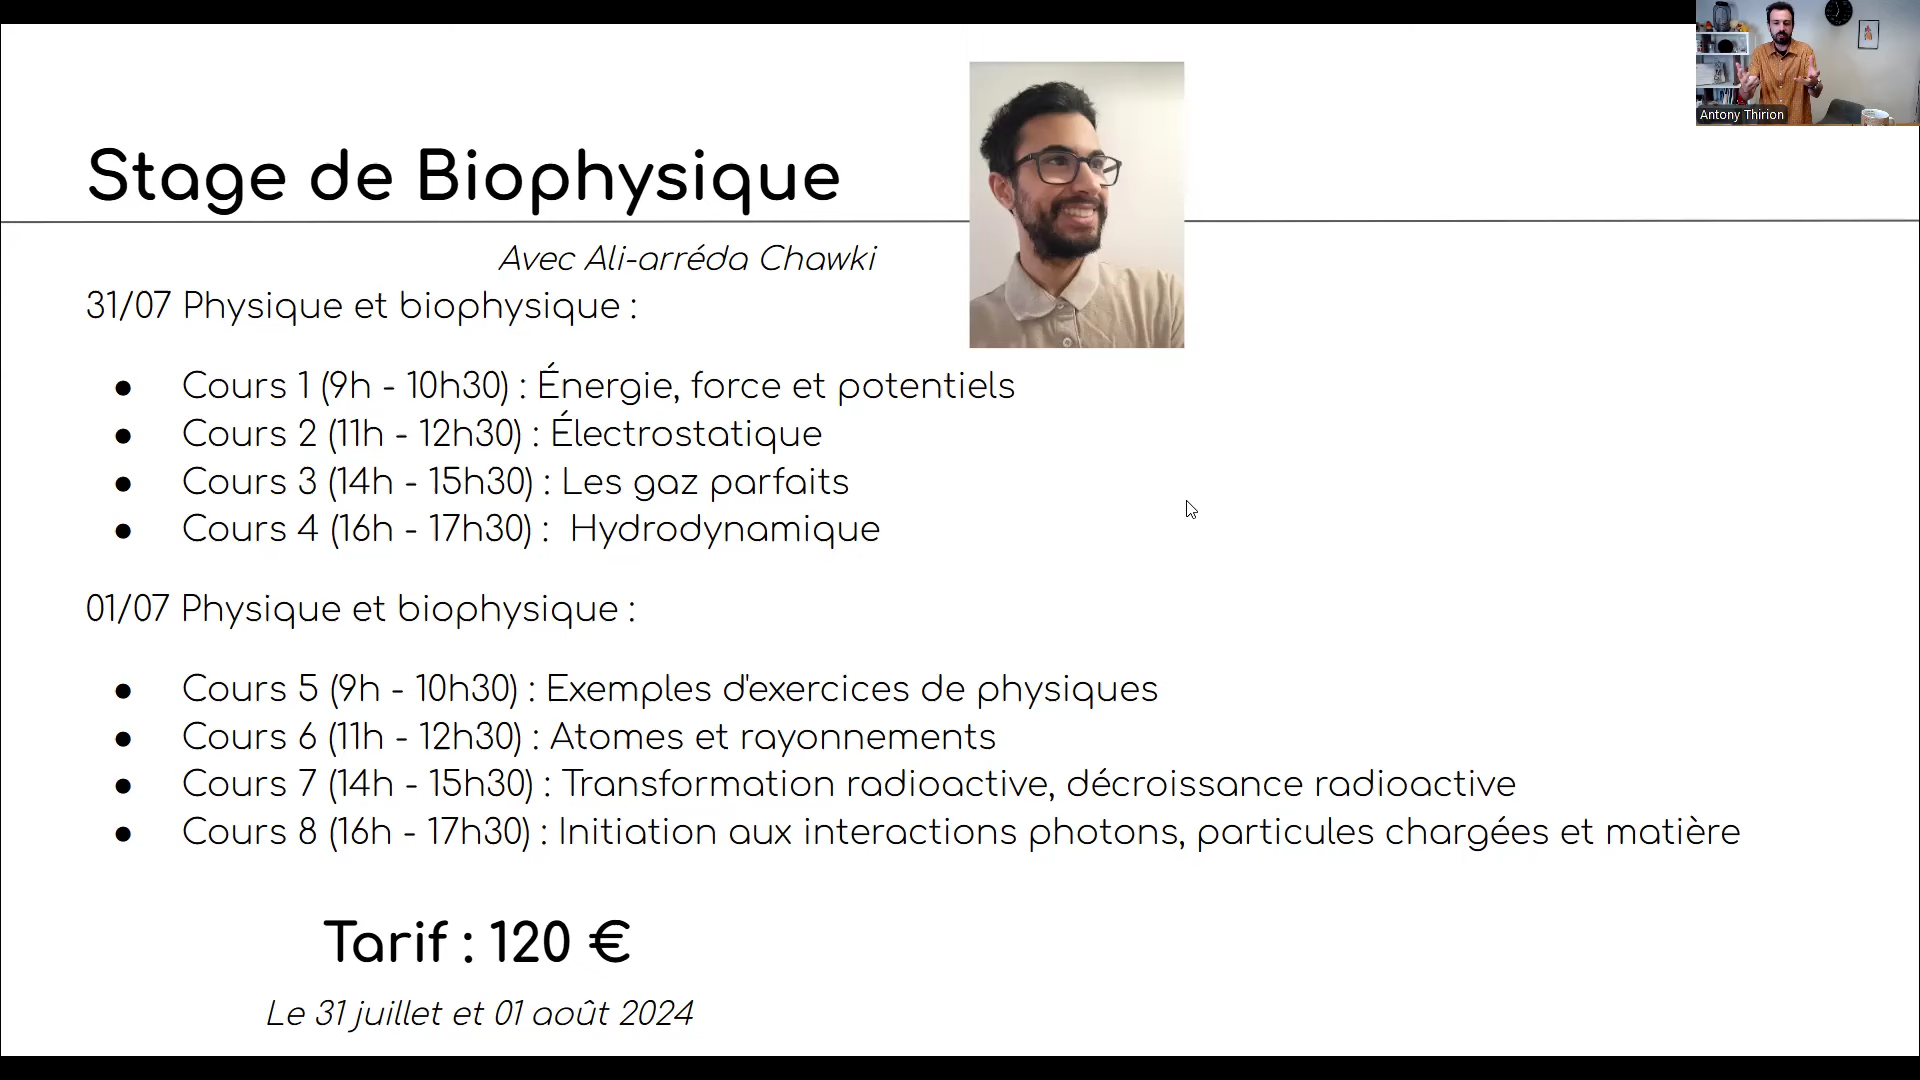 Antony Thirion
Stage de Biophysique
Avec Ali-arréda Chawki
31/07 Physique et biophysique :
● Cours 1 (9h - 10h30) : Énergie, force et potentiels
● Cours 2 (11h - 12h30) : Électrostatique
● Cours 3 (14h - 15h30) : Les gaz parfaits
● Cours 4 (16h - 17h30) : Hydrodynamique
01/07 Physique et biophysique :
● Cours 5 (9h - 10h30) : Exemples d'exercices de physiques
● Cours 6 (11h - 12h30) : Atomes et rayonnements
● Cours 7 (14h - 15h30) : Transformation radioactive, décroissance radioactive
● Cours 8 (16h - 17h30) : Initiation aux interactions photons, particules chargées et matière
Tarif : 120 €
Le 31 juillet et 01 août 2024